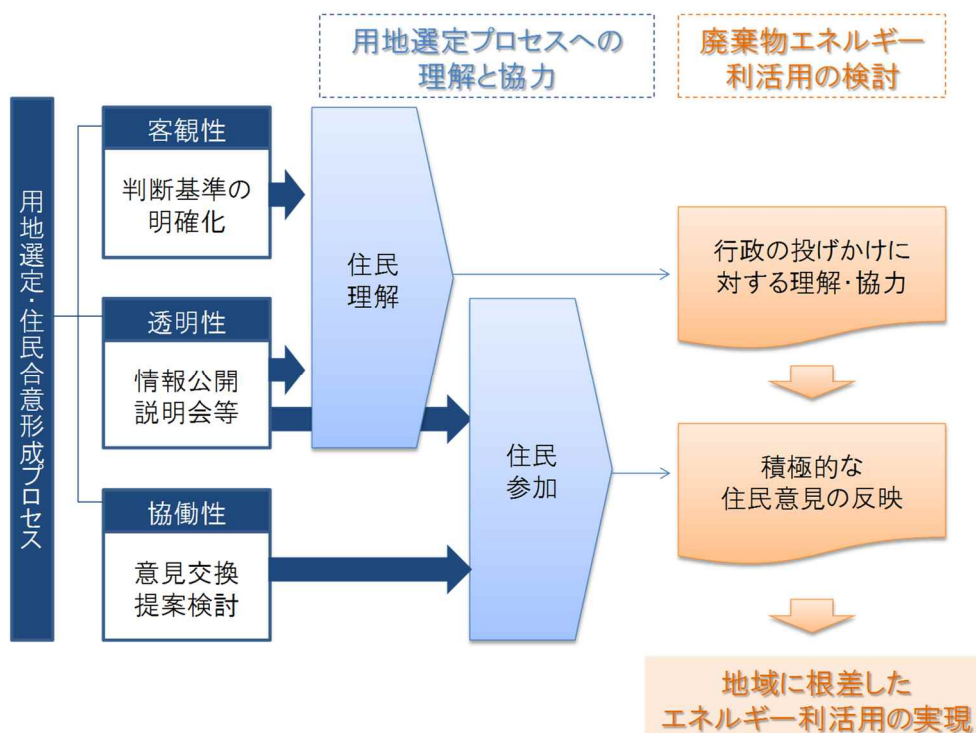 用地選定プロセスへの
理解と協力
廃棄物エネルギー
利活用の検討
用地選定・住民合意形成プロセス
客観性
判断基準の
明確化
透明性
情報公開
説明会等
協働性
意見交換
提案検討
住民
理解
住民
参加
行政の投げかけに
対する理解・協力
積極的な
住民意見の反映
地域に根差した
エネルギー利活用の実現